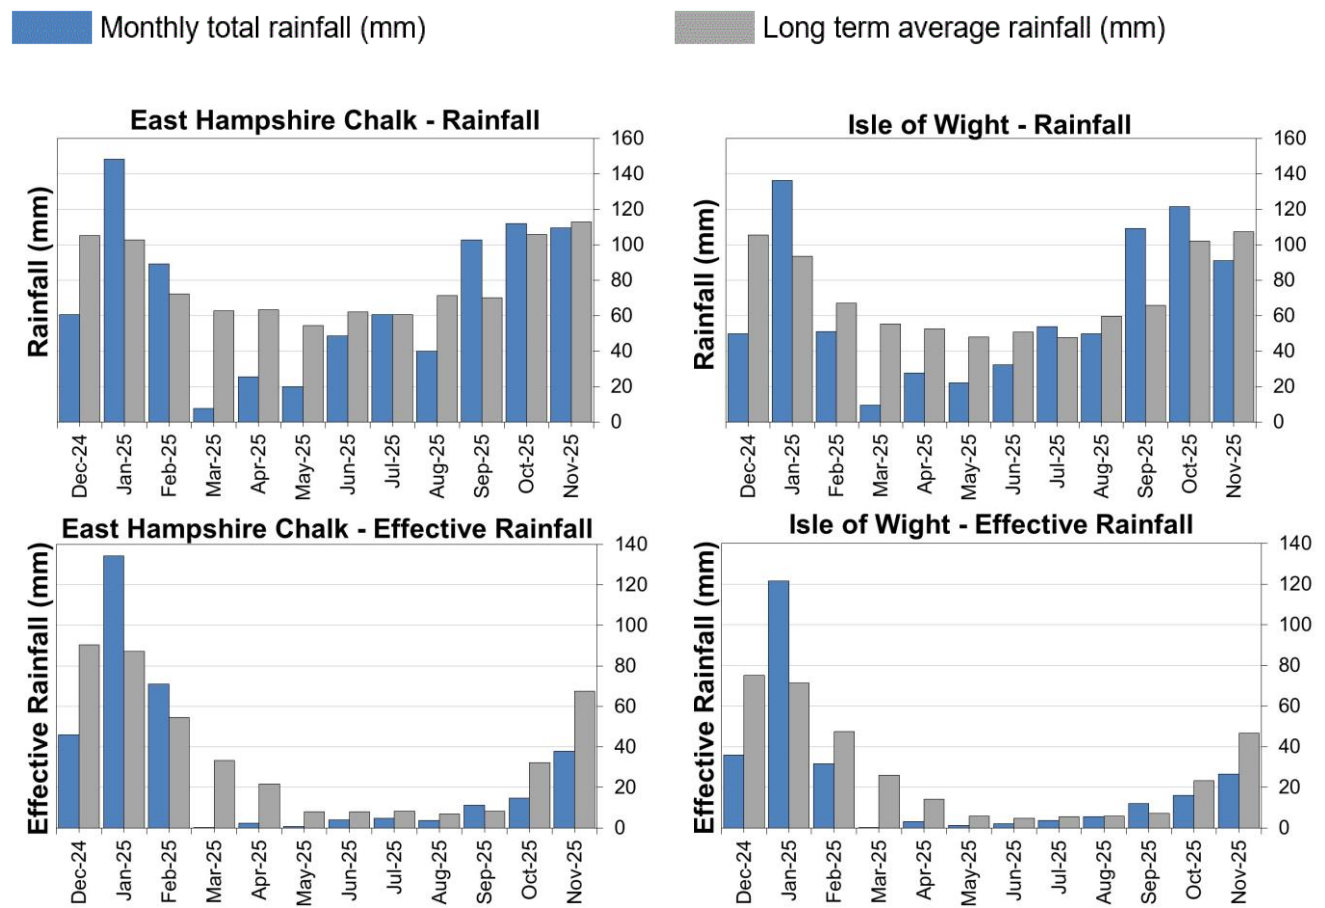 Monthly total rainfall (mm)
Long term average rainfall (mm)
East Hampshire Chalk - Rainfall
Rainfall (mm)
160
140
120
100
80
60
40
20
0
Dec-24
Jan-25
Feb-25
Mar-25
Apr-25
May-25
Jun-25
Jul-25
Aug-25
Sep-25
Oct-25
Nov-25
Isle of Wight - Rainfall
Rainfall (mm)
160
140
120
100
80
60
40
20
0
Dec-24
Jan-25
Feb-25
Mar-25
Apr-25
May-25
Jun-25
Jul-25
Aug-25
Sep-25
Oct-25
Nov-25
East Hampshire Chalk - Effective Rainfall
Effective Rainfall (mm)
140
120
100
80
60
40
20
0
Dec-24
Jan-25
Feb-25
Mar-25
Apr-25
May-25
Jun-25
Jul-25
Aug-25
Sep-25
Oct-25
Nov-25
Isle of Wight - Effective Rainfall
Effective Rainfall (mm)
140
120
100
80
60
40
20
0
Dec-24
Jan-25
Feb-25
Mar-25
Apr-25
May-25
Jun-25
Jul-25
Aug-25
Sep-25
Oct-25
Nov-25